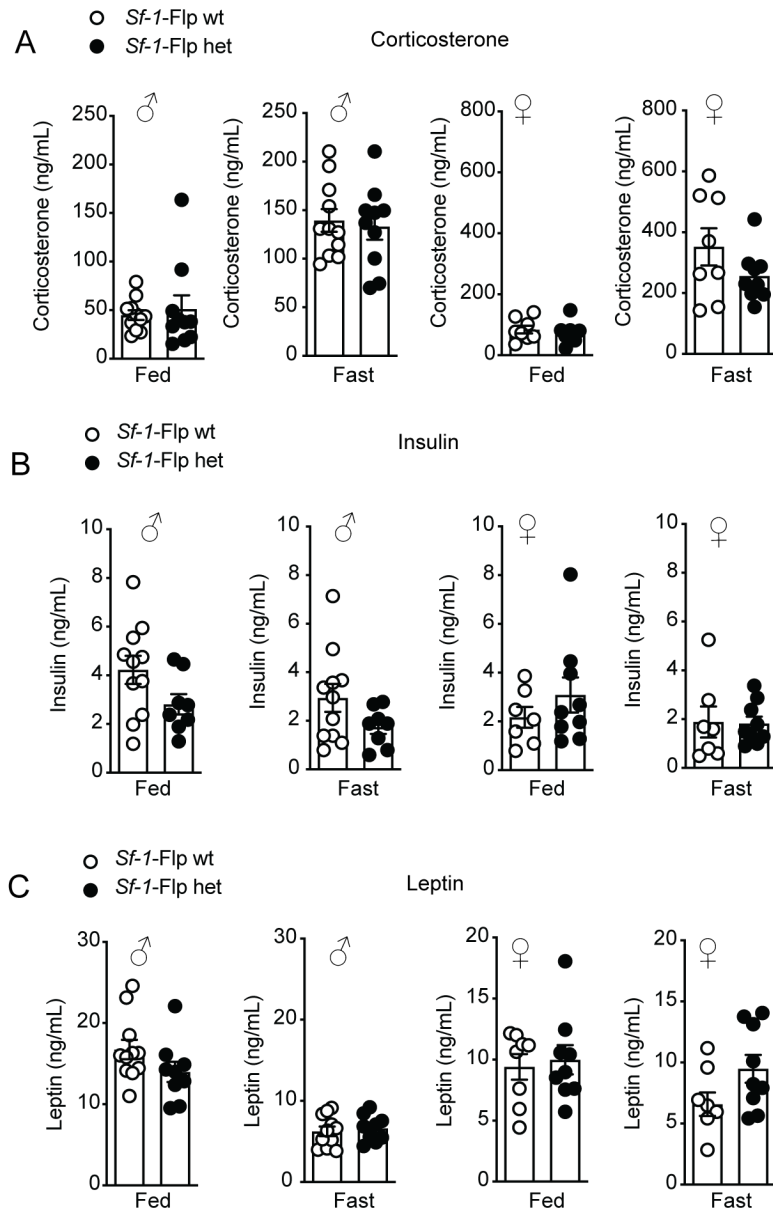 A
Sf-1-Flp wt
Sf-1-Flp het
Corticosterone
♂
♂
♀
♀
Corticosterone (ng/mL)
250
200
150
100
50
0
Fed
Corticosterone (ng/mL)
250
200
150
100
50
0
Fast
Corticosterone (ng/mL)
800
600
400
200
0
Fed
Corticosterone (ng/mL)
800
600
400
200
0
Fast
B
Sf-1-Flp wt
Sf-1-Flp het
Insulin
♂
♂
♀
♀
Insulin (ng/mL)
10
8
6
4
2
0
Fed
Insulin (ng/mL)
10
8
6
4
2
0
Fast
Insulin (ng/mL)
10
8
6
4
2
0
Fed
Insulin (ng/mL)
10
8
6
4
2
0
Fast
C
Sf-1-Flp wt
Sf-1-Flp het
Leptin
♂
♂
♀
♀
Leptin (ng/mL)
30
20
10
0
Fed
Leptin (ng/mL)
30
20
10
0
Fast
Leptin (ng/mL)
20
15
10
5
0
Fed
Leptin (ng/mL)
20
15
10
5
0
Fast